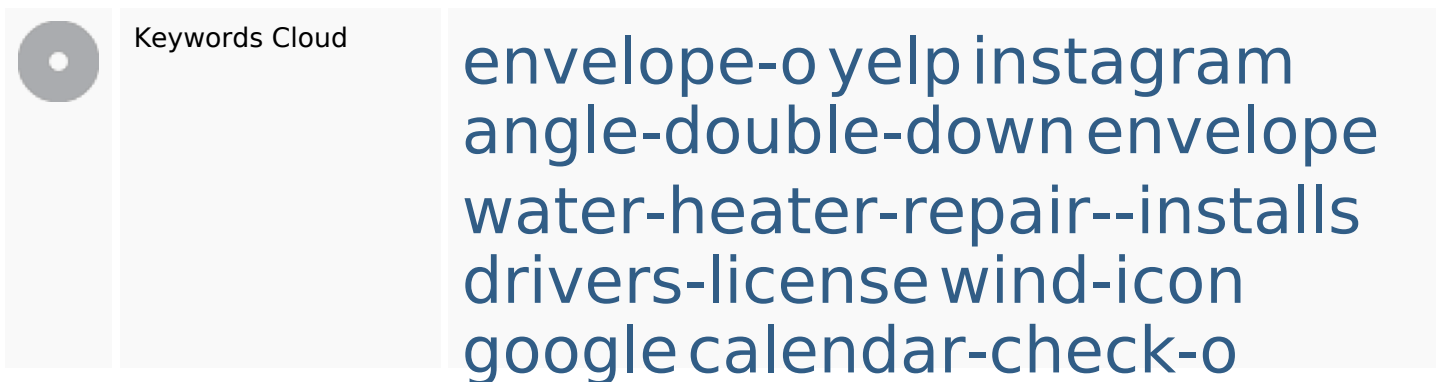 Keywords Cloud
envelope-o yelp instagram
angle-double-down envelope
water-heater-repair--installs
drivers-license wind-icon
google calendar-check-o